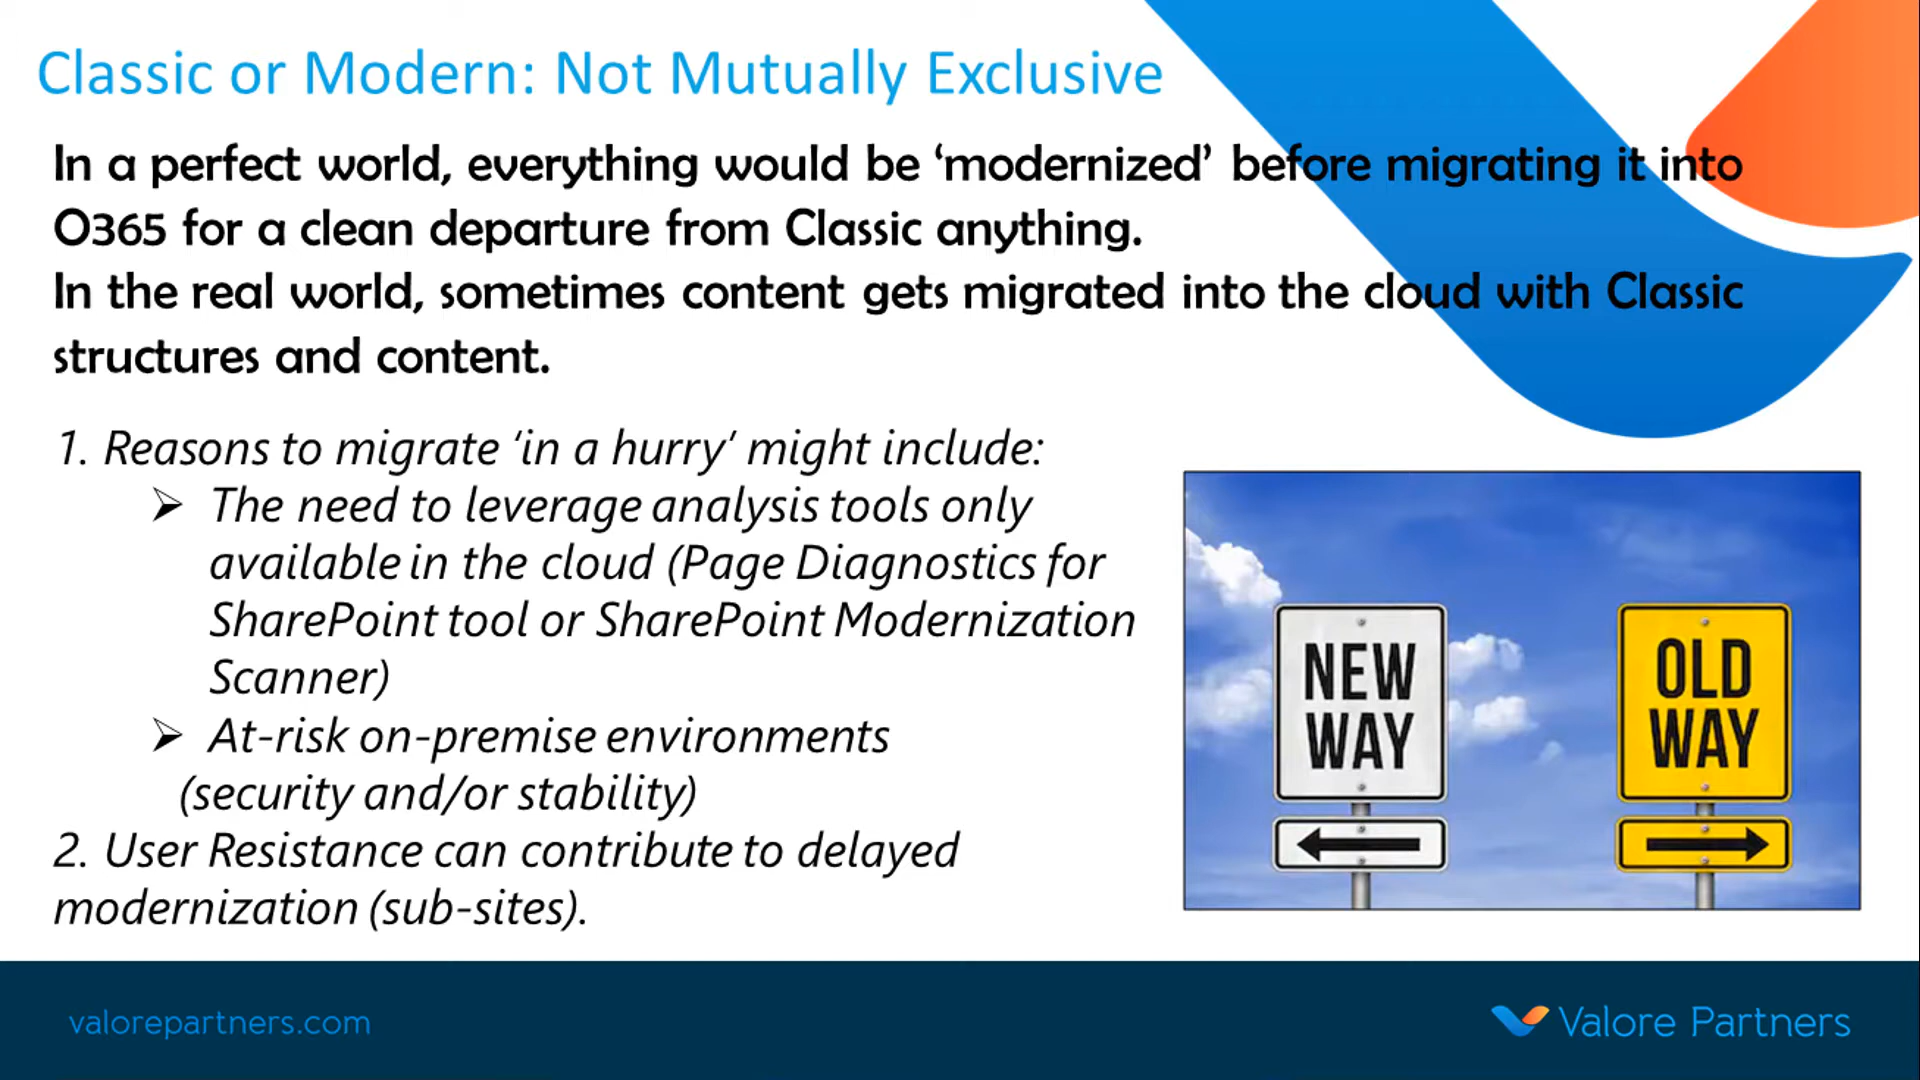 Classic or Modern: Not Mutually Exclusive
In a perfect world, everything would be ‘modernized’ before migrating it into
O365 for a clean departure from Classic anything.
In the real world, sometimes content gets migrated into the cloud with Classic
structures and content.
1. Reasons to migrate ‘in a hurry’ might include:
➢ The need to leverage analysis tools only
available in the cloud (Page Diagnostics for
SharePoint tool or SharePoint Modernization
Scanner)
➢ At-risk on-premise environments
(security and/or stability)
2. User Resistance can contribute to delayed
modernization (sub-sites).
NEW
WAY
OLD
WAY
valorepartners.com
Valore Partners